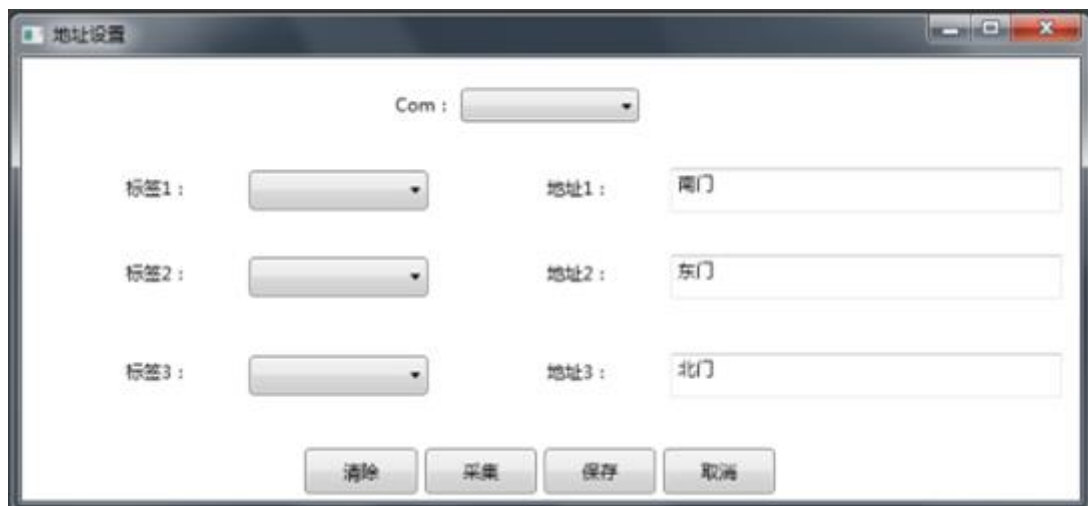 地址设置
Com：
标签1： 地址1： 南门
标签2： 地址2： 东门
标签3： 地址3： 北门
清除 采集 保存 取消